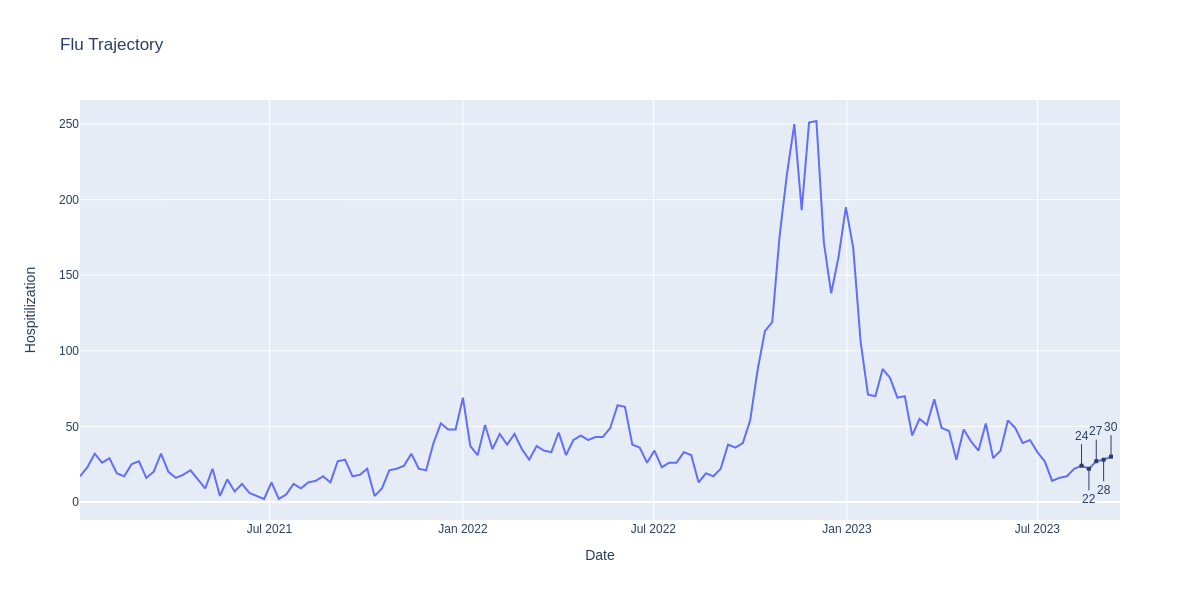 Flu Trajectory
Hospitilization
250
200
150
100
50
0
24
22
27
28
30
Jul 2021
Jan 2022
Jul 2022
Jan 2023
Jul 2023
Date